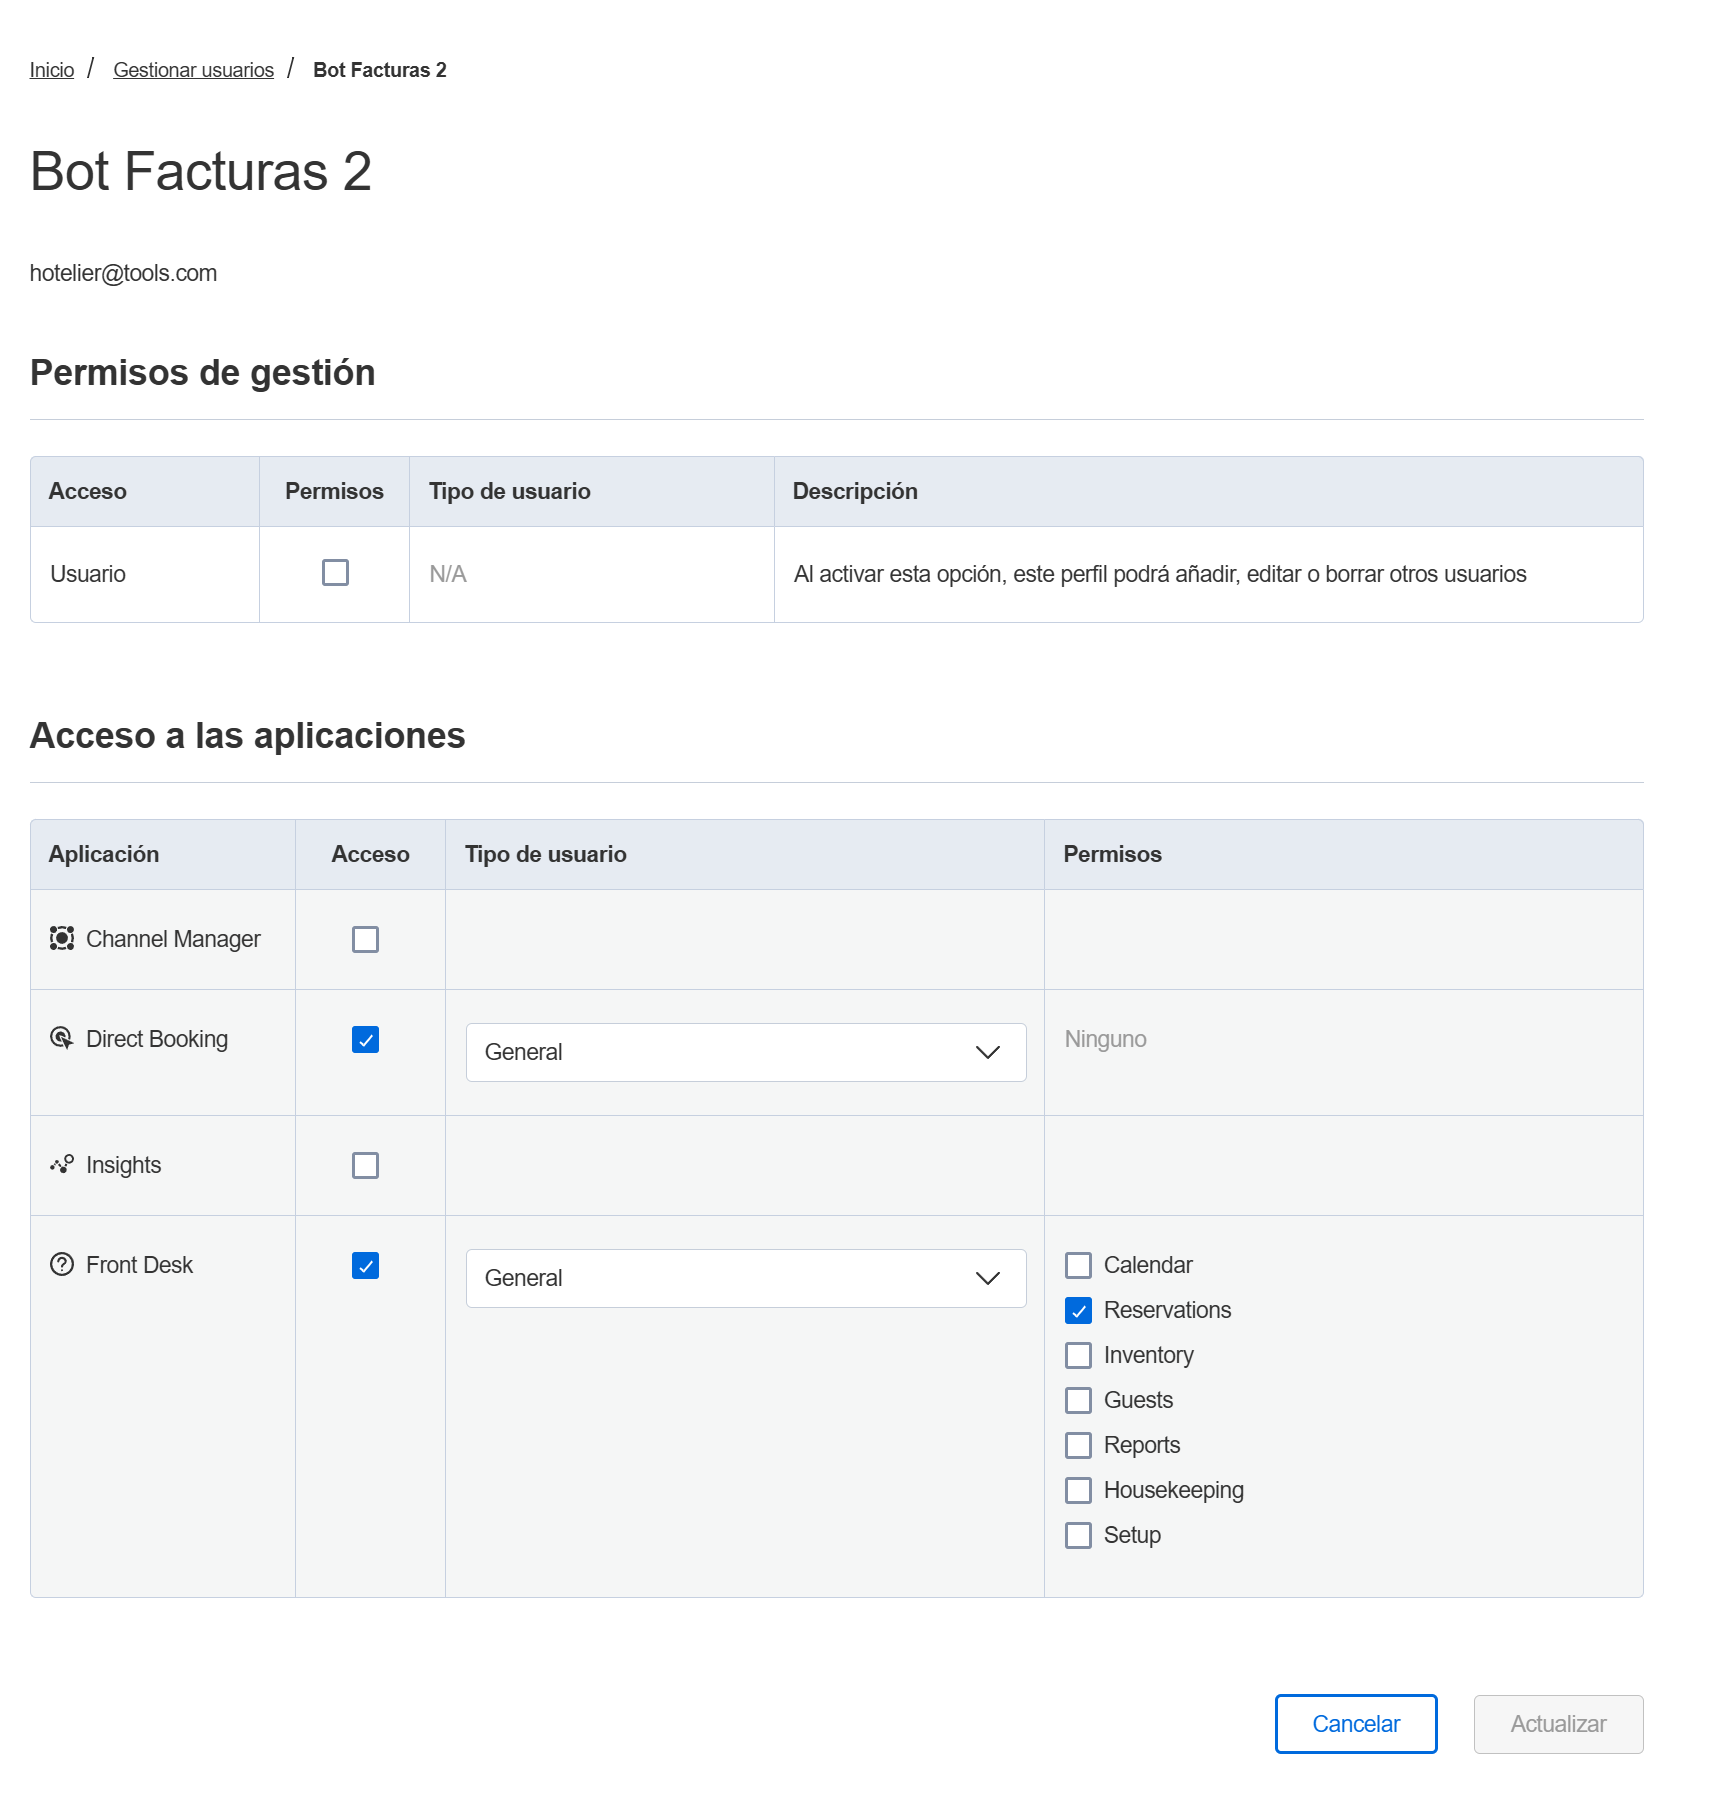 Inicio / Gestionar usuarios / Bot Facturas 2
Bot Facturas 2
hotelier@tools.com
Permisos de gestión
Acceso Permisos Tipo de usuario Descripción
Usuario N/A Al activar esta opción, este perfil podrá añadir, editar o borrar otros usuarios
Acceso a las aplicaciones
Aplicación Acceso Tipo de usuario Permisos
Channel Manager
Direct Booking General Ninguno
Insights
Front Desk General Calendar
Reservations
Inventory
Guests
Reports
Housekeeping
Setup
Cancelar Actualizar